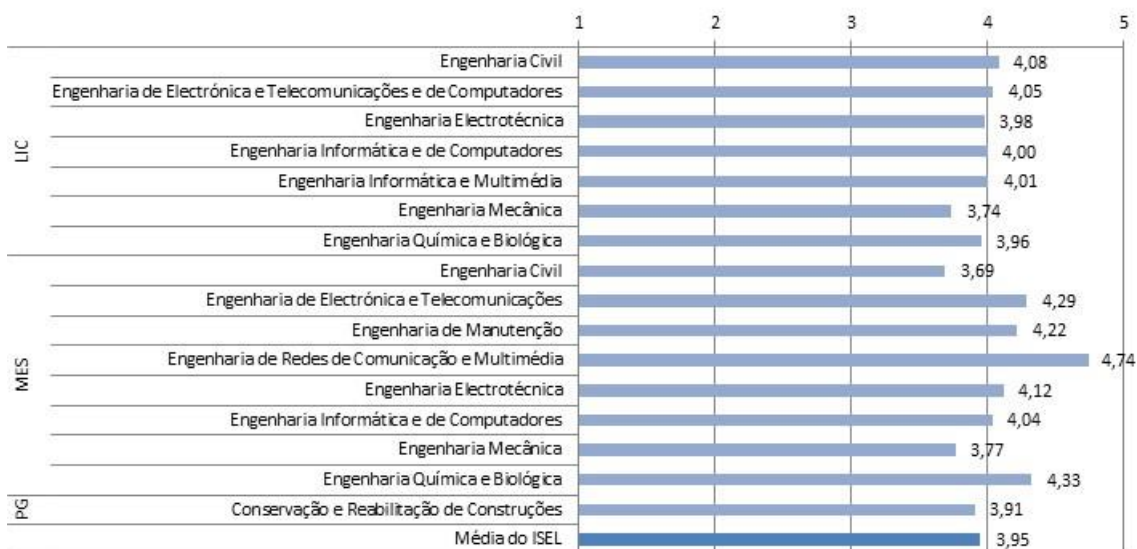 1 2 3 4 5
LIC
Engenharia Civil 4,08
Engenharia de Electrónica e Telecomunicações e de Computadores 4,05
Engenharia Electrotécnica 3,98
Engenharia Informática e de Computadores 4,00
Engenharia Informática e Multimédia 4,01
Engenharia Mecânica 3,74
Engenharia Química e Biológica 3,96
MES
Engenharia Civil 3,69
Engenharia de Electrónica e Telecomunicações 4,29
Engenharia de Manutenção 4,22
Engenharia de Redes de Comunicação e Multimédia 4,74
Engenharia Electrotécnica 4,12
Engenharia Informática e de Computadores 4,04
Engenharia Mecânica 3,77
Engenharia Química e Biológica 4,33
PG
Conservação e Reabilitação de Construções 3,91
Média do ISEL 3,95